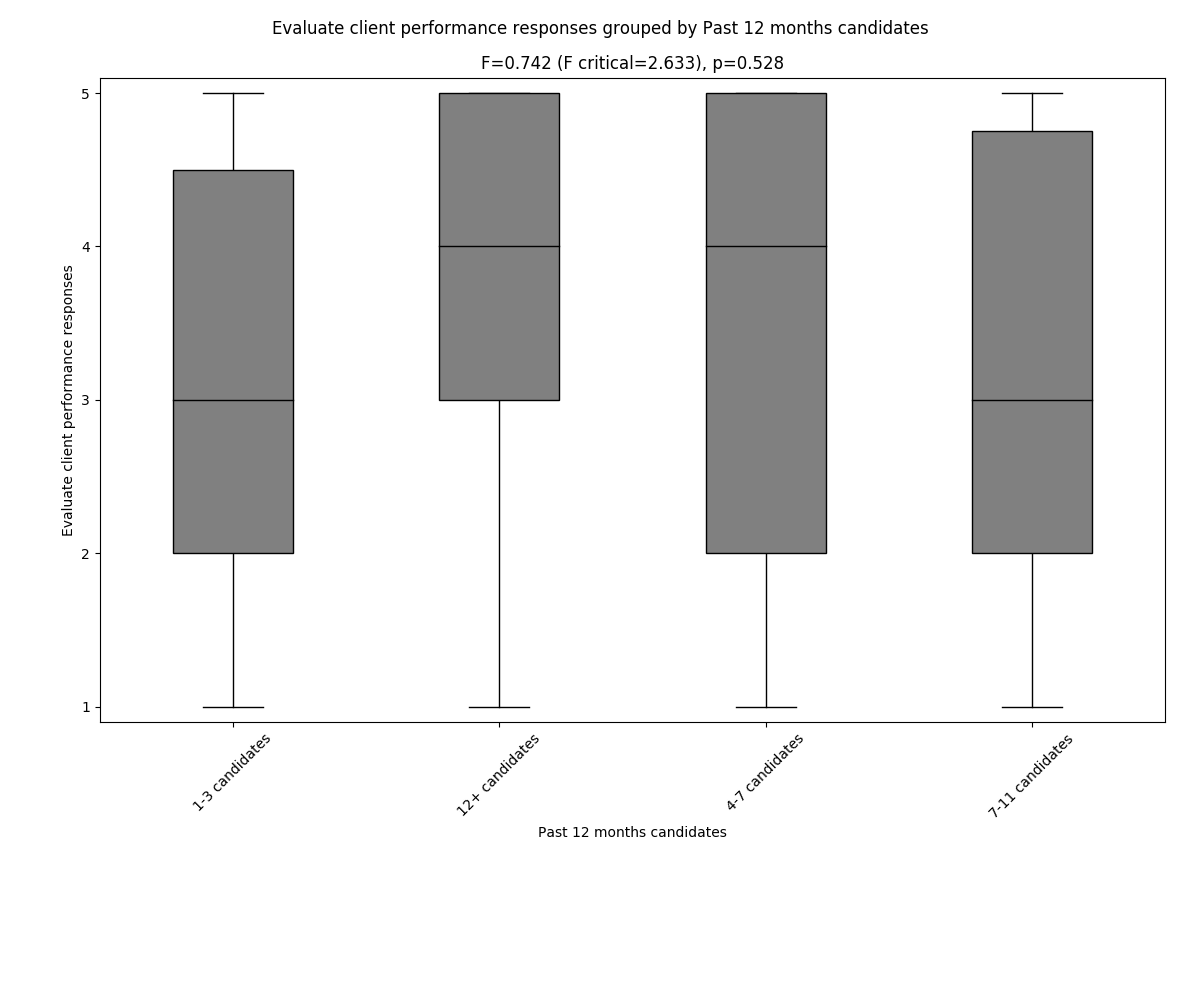 Evaluate client performance responses grouped by Past 12 months candidates
F=0.742 (F critical=2.633), p=0.528
Evaluate client performance responses
5
4
3
2
1
1-3 candidates
12+ candidates
4-7 candidates
7-11 candidates
Past 12 months candidates